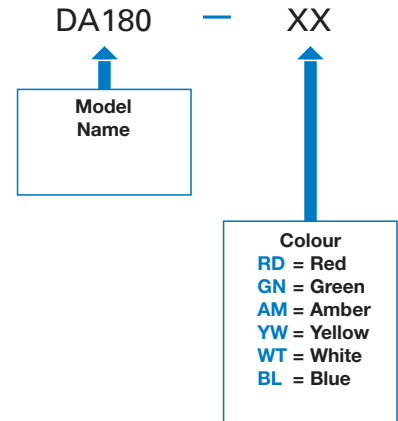 DA180 – XX
Model
Name
Colour
RD = Red
GN = Green
AM = Amber
YW = Yellow
WT = White
BL = Blue